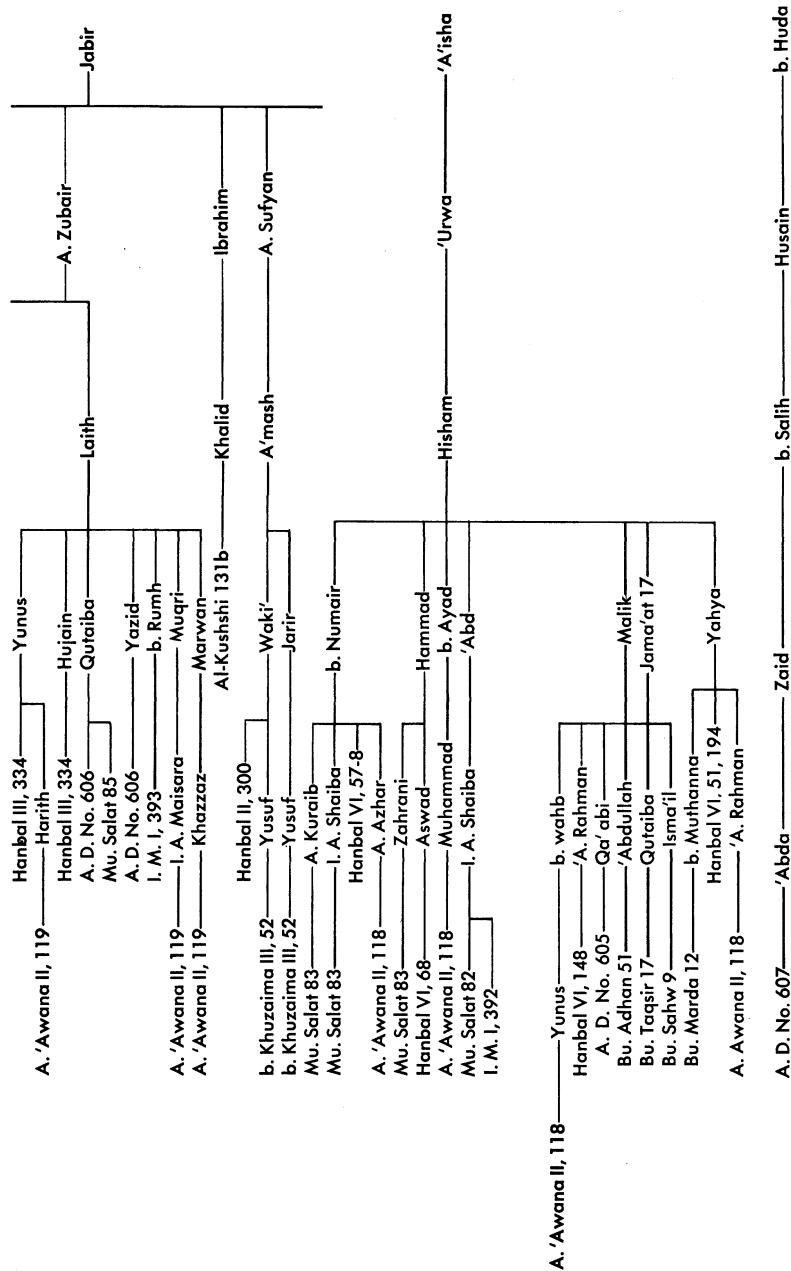 Hanbal III, 334 Yunus
A. 'Awana II, 119 Harith
Hanbal III, 334 Hujain
A. D. No. 606 Qutaiba Laith A. Zubair Jabir
Mu. Salat 85
A. D. No. 606 Yazid
I. M. I, 393 b. Rumh
A. 'Awana II, 119 I. A. Maisara Muqri
A. 'Awana II, 119 Khazzaz Marwan
Al-Kushshi 131b Khalid Ibrahim
Hanbal II, 300
b. Khuzaima III, 52 Yusuf Waki' A'mash A. Sufyan
b. Khuzaima III, 52 Yusuf Jarir
Mu. Salat 83 A. Kuraib
Mu. Salat 83 I. A. Shaiba b. Numair
Hanbal VI, 57-8
A. 'Awana II, 118 A. Azhar
Mu. Salat 83 Zahrani
Hanbal VI, 68 Aswad Hammad
A. 'Awana II, 118 Muhammad b. Ayad Hisham 'Urwa 'A'isha
Mu. Salat 82 I. A. Shaiba 'Abd
I. M. I, 392
A. 'Awana II, 118 Yunus b. wahb
Hanbal VI, 148 'A. Rahman
A. D. No. 605 Qa'abi
Bu. Adhan 51 'Abdullah Malik
Bu. Taqsir 17 Qutaiba Jama'at 17
Bu. Sahw 9 Isma'il
Bu. Marda 12 b. Muthanna
Hanbal VI. 51, 194 Yahya
A. Awana II, 118 'A. Rahman
A. D. No. 607 'Abda Zaid b. Salih Husain b. Huda